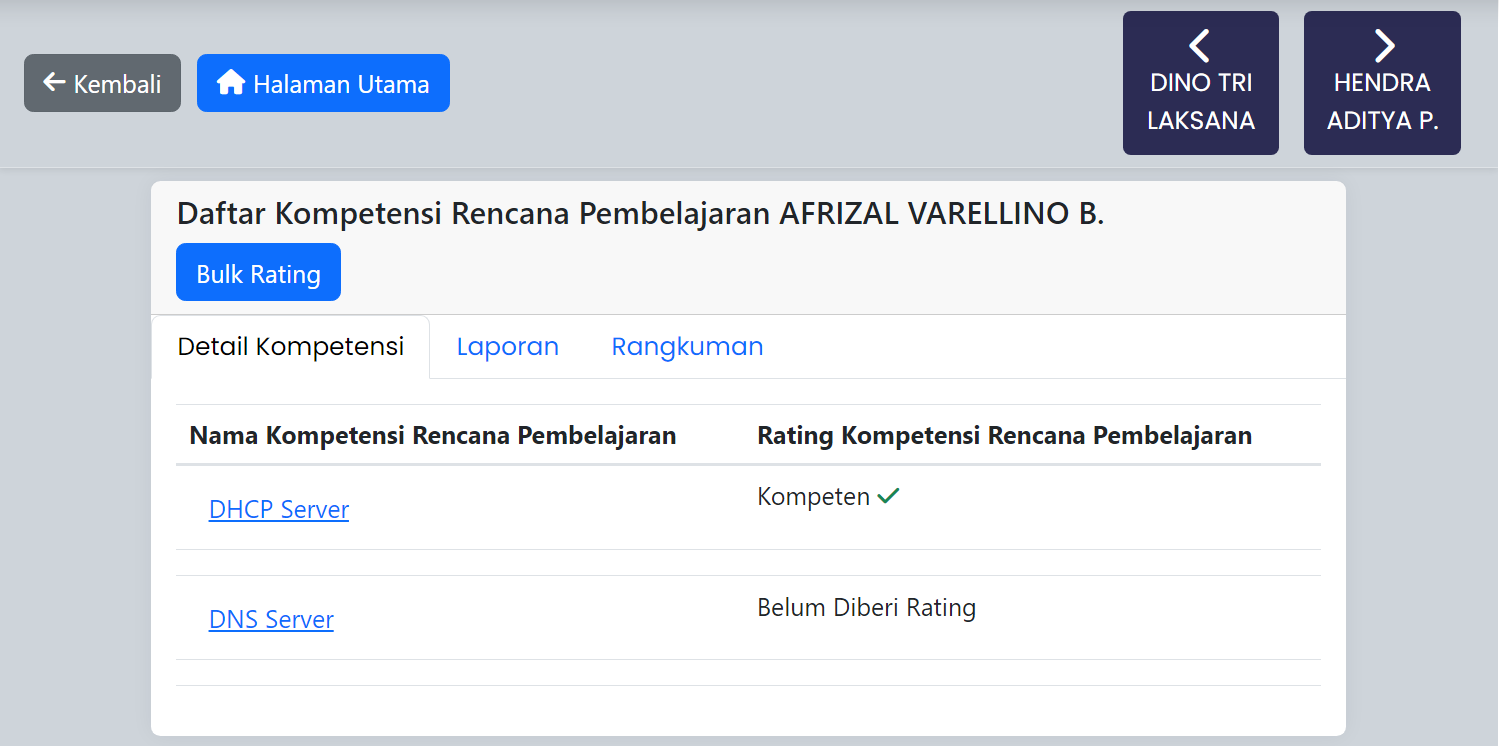 Kembali
Halaman Utama
DINO TRI
LAKSANA
HENDRA
ADITYA P.
Daftar Kompetensi Rencana Pembelajaran AFRIZAL VARELLINO B.
Bulk Rating
Detail Kompetensi
Laporan
Rangkuman
Nama Kompetensi Rencana Pembelajaran
Rating Kompetensi Rencana Pembelajaran
DHCP Server
Kompeten
DNS Server
Belum Diberi Rating